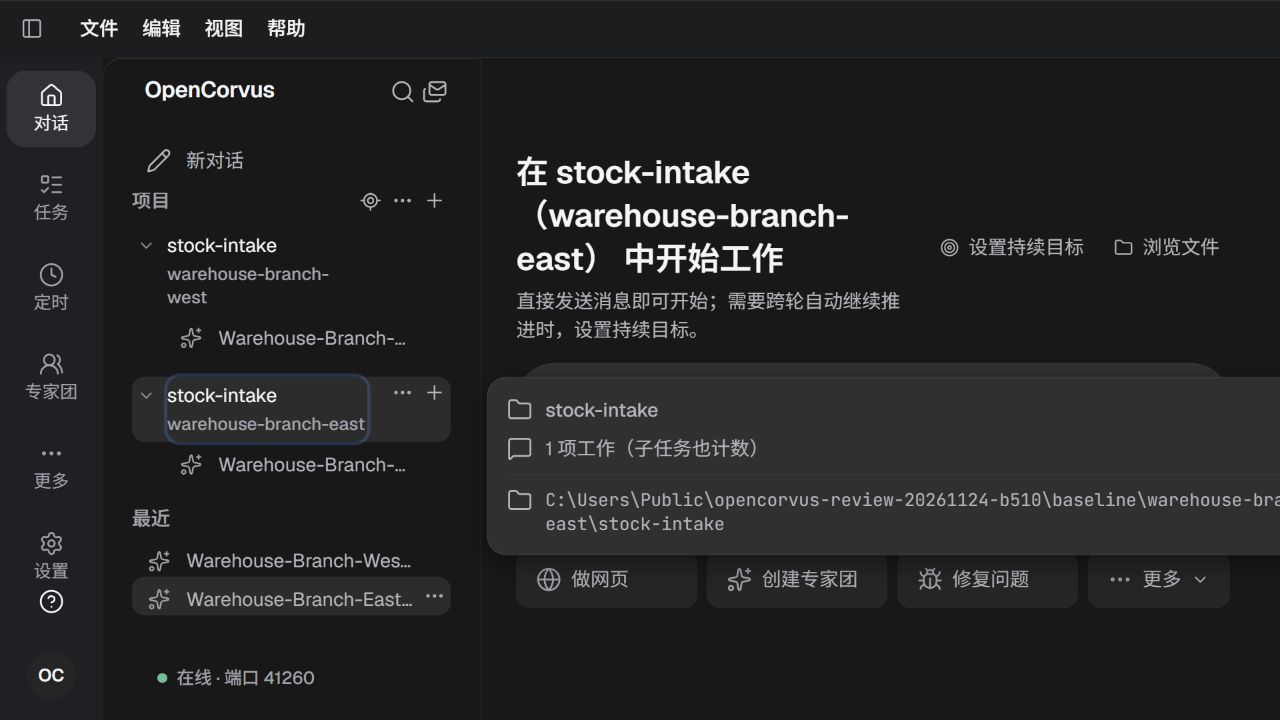 文件 编辑 视图 帮助
对话
任务
定时
专家团
更多
设置
OC
OpenCorvus
新对话
项目
stock-intake
warehouse-branch-
west
Warehouse-Branch-...
stock-intake
warehouse-branch-east
Warehouse-Branch-...
最近
Warehouse-Branch-Wes...
Warehouse-Branch-East...
在线 · 端口 41260
在 stock-intake
（warehouse-branch-
east） 中开始工作
直接发送消息即可开始；需要跨轮自动继续推
进时，设置持续目标。
设置持续目标
浏览文件
stock-intake
1 项工作（子任务也计数）
C:\Users\Public\opencorvus-review-20261124-b510\baseline\warehouse-bra
east\stock-intake
做网页
创建专家团
修复问题
更多